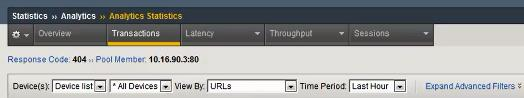 Statistics ›› Analytics ›› Analytics Statistics
Overview Transactions Latency Throughput Sessions
Response Code: 404 ›› Pool Member: 10.16.90.3:80
Device(s): Device list * All Devices View By: URLs Time Period: Last Hour Expand Advanced Filters